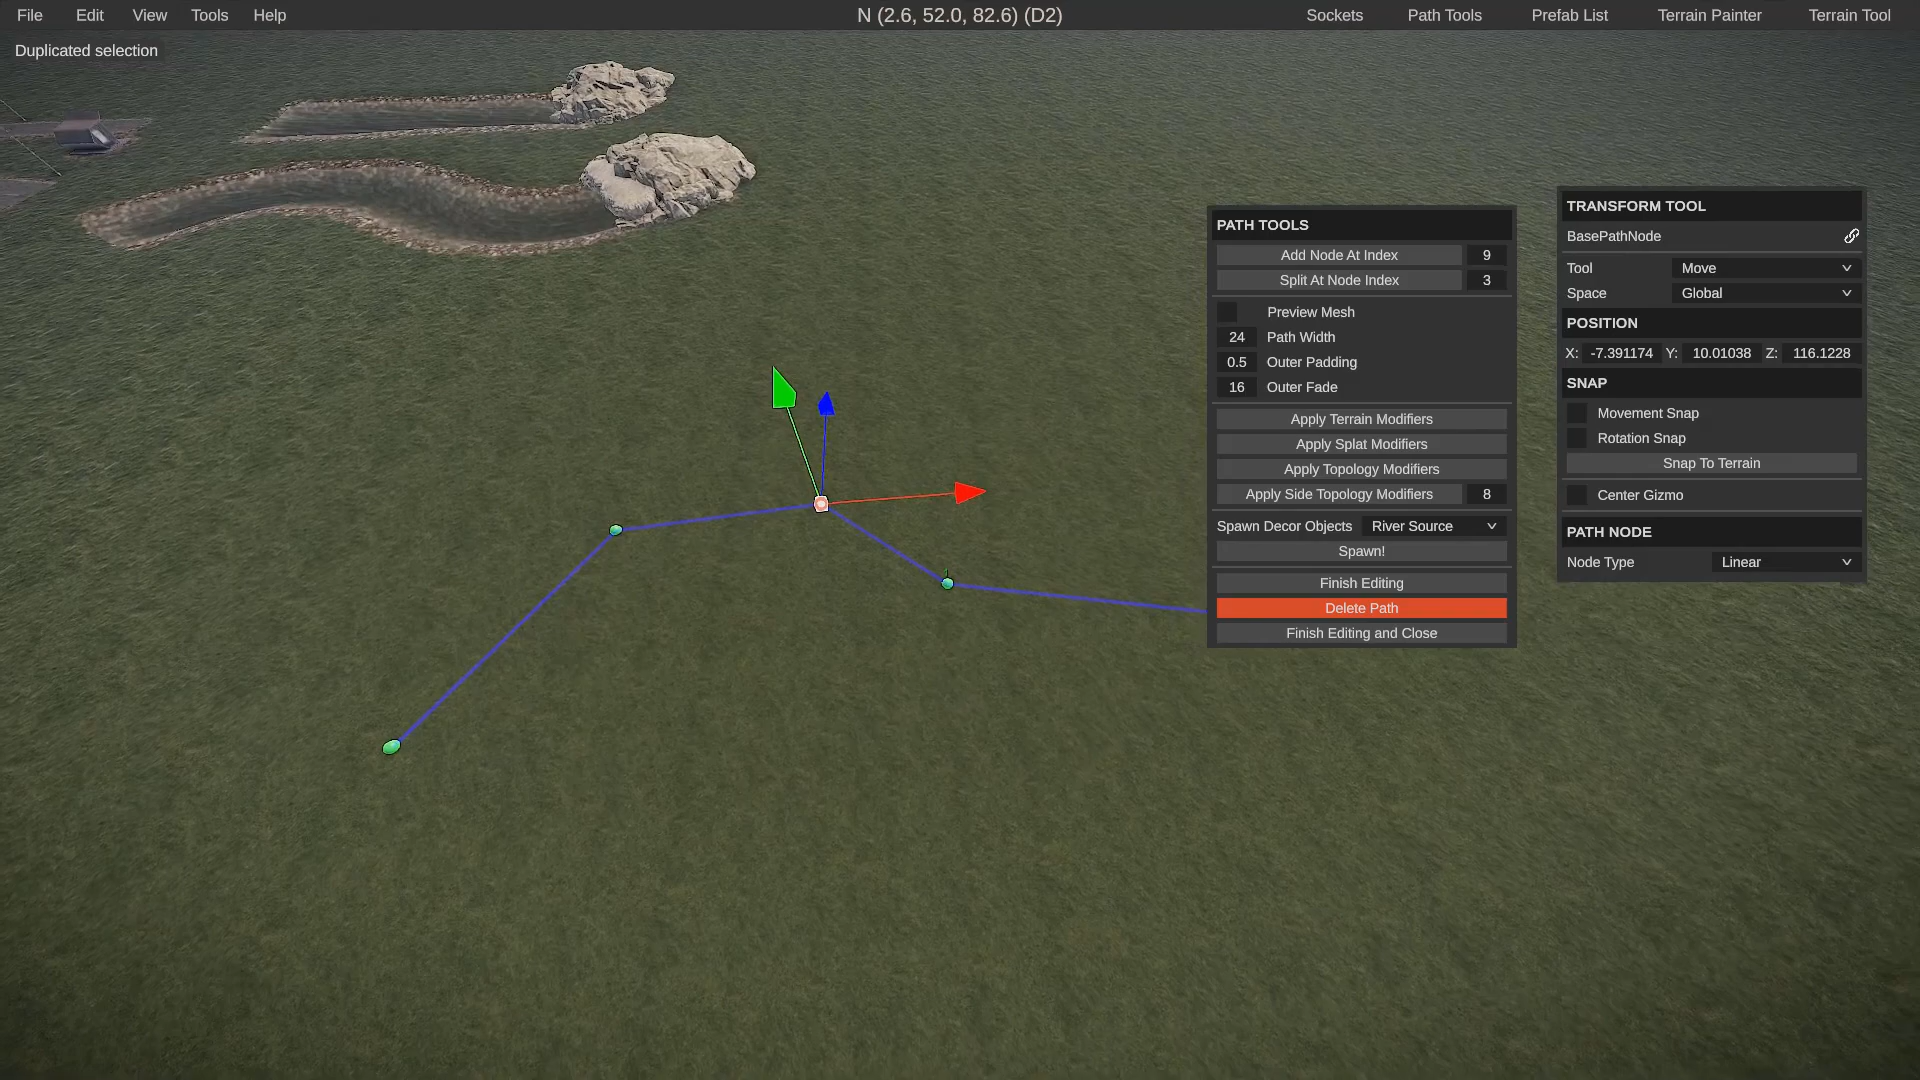 File Edit View Tools Help N (2.6, 52.0, 82.6) (D2) Sockets Path Tools Prefab List Terrain Painter Terrain Tool
Duplicated selection
PATH TOOLS
Add Node At Index 9
Split At Node Index 3
Preview Mesh
24 Path Width
0.5 Outer Padding
16 Outer Fade
Apply Terrain Modifiers
Apply Splat Modifiers
Apply Topology Modifiers
Apply Side Topology Modifiers 8
Spawn Decor Objects River Source
Spawn!
Finish Editing
Delete Path
Finish Editing and Close
TRANSFORM TOOL
BasePathNode
Tool Move
Space Global
POSITION
X: -7.391174 Y: 10.01038 Z: 116.1228
SNAP
Movement Snap
Rotation Snap
Snap To Terrain
Center Gizmo
PATH NODE
Node Type Linear